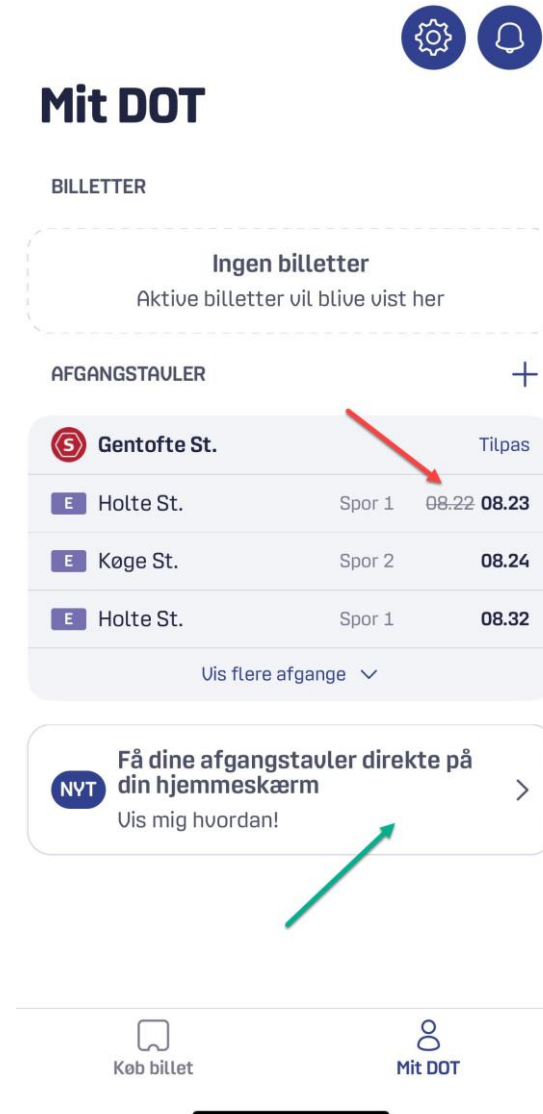 Mit DOT
BILLETTER
Ingen billetter
Aktive billetter vil blive vist her
AFGANGSTAVLER
S Gentofte St. Tilpas
E Holte St. Spor 1 08.22 08.23
E Køge St. Spor 2 08.24
E Holte St. Spor 1 08.32
Vis flere afgange
Få dine afgangstavler direkte på
NYT din hjemmeskærm
Vis mig hvordan!
Køb billet Mit DOT